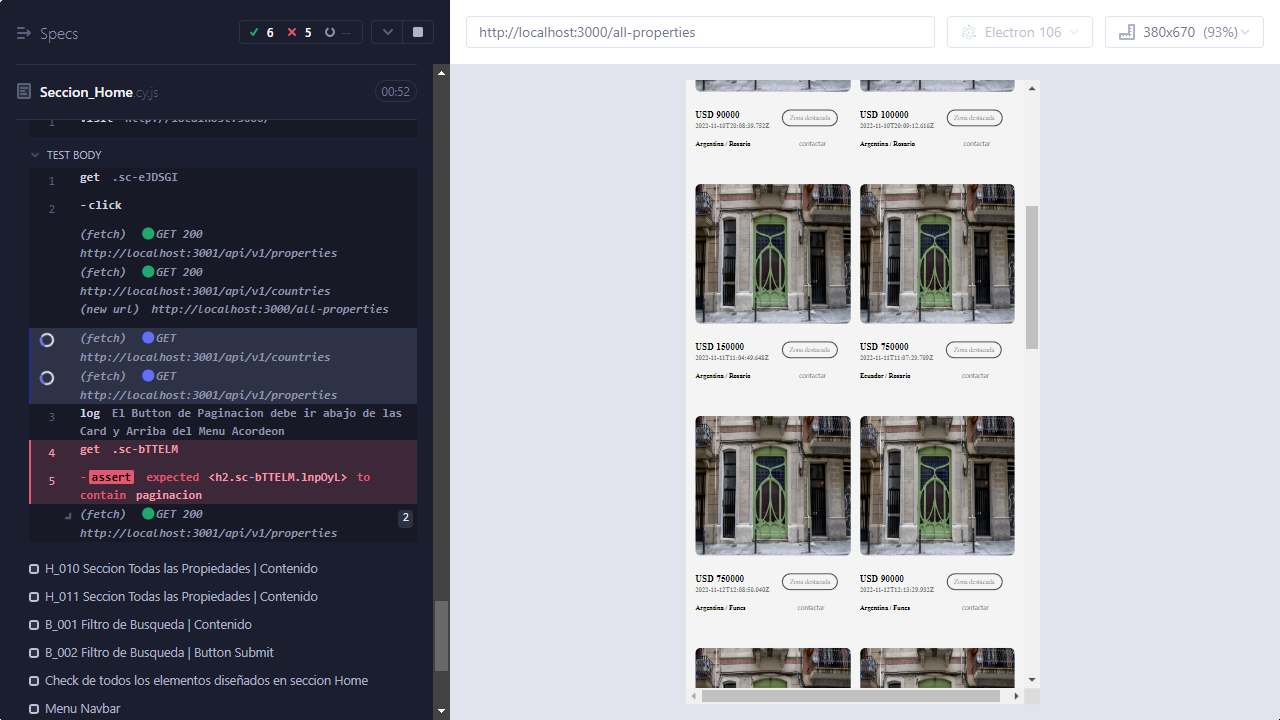 Specs
6
5
--
Seccion_Home.cy.js
00:52
1 visit http://localhost:3000/
TEST BODY
1 get .sc-eJDSGI
2 -click
(fetch) GET 200
http://localhost:3001/api/v1/properties
(fetch) GET 200
http://localhost:3001/api/v1/countries
(new url) http://localhost:3000/all-properties
(fetch) GET
http://localhost:3001/api/v1/countries
(fetch) GET
http://localhost:3001/api/v1/properties
3 log El Button de Paginacion debe ir abajo de las
Card y Arriba del Menu Acordeon
4 get .sc-bTTELM
5 -assert expected <h2.sc-bTTELM.lnpOyL> to
contain paginacion
(fetch) GET 200
2
http://localhost:3001/api/v1/properties
H_010 Seccion Todas las Propiedades | Contenido
H_011 Seccion Todas las Propiedades | Contenido
B_001 Filtro de Busqueda | Contenido
B_002 Filtro de Busqueda | Button Submit
Check de todos los elementos diseñados en seccion Home
Menu Navbar
http://localhost:3000/all-properties
Electron 106
380x670 (93%)
USD 90000
Zona destacada
2022-11-10T20:08:39.752Z
Argentina / Rosario
contactar
USD 100000
Zona destacada
2022-11-10T20:09:12.616Z
Argentina / Rosario
contactar
USD 150000
Zona destacada
2022-11-11T11:04:49.648Z
Argentina / Rosario
contactar
USD 750000
Zona destacada
2022-11-11T11:07:29.709Z
Ecuador / Rosario
contactar
USD 750000
Zona destacada
2022-11-12T12:08:50.040Z
Argentina / Funes
contactar
USD 90000
Zona destacada
2022-11-12T12:13:29.932Z
Argentina / Funes
contactar